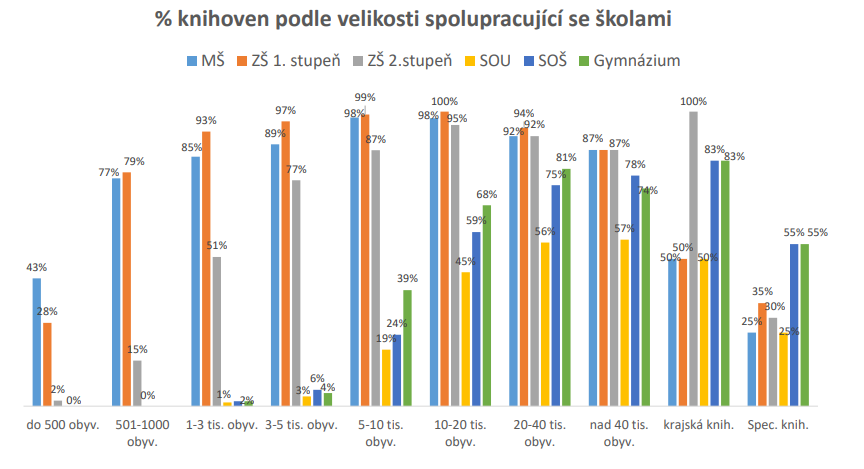 % knihoven podle velikosti spolupracující se školami
MŠ ZŠ 1. stupeň ZŠ 2.stupeň SOU SOŠ Gymnázium
43% 28% 2% 0%
77% 79% 15% 0%
85% 93% 51% 1% 2%
89% 97% 77% 3% 6% 4%
98% 99% 87% 19% 24% 39%
98% 100% 95% 45% 59% 68%
92% 94% 92% 56% 75% 81%
87% 87% 57% 78% 74%
50% 50% 100% 50% 83% 83%
25% 35% 30% 25% 55% 55%
do 500 obyv.
501-1000
obyv.
1-3 tis. obyv.
3-5 tis. obyv.
5-10 tis.
obyv.
10-20 tis.
obyv.
20-40 tis.
obyv.
nad 40 tis.
obyv.
krajská knih.
Spec. knih.